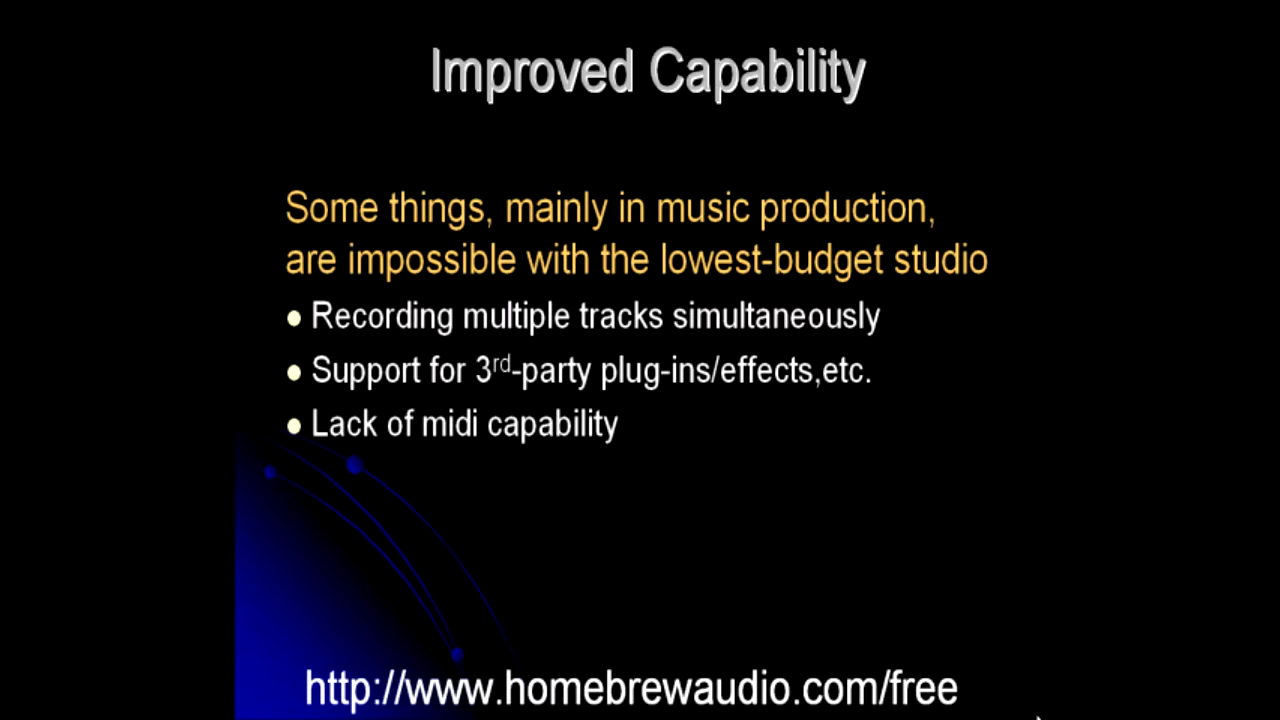 Improved Capability
Some things, mainly in music production,
are impossible with the lowest-budget studio
● Recording multiple tracks simultaneously
● Support for 3rd-party plug-ins/effects,etc.
● Lack of midi capability
http://www.homebrewaudio.com/free